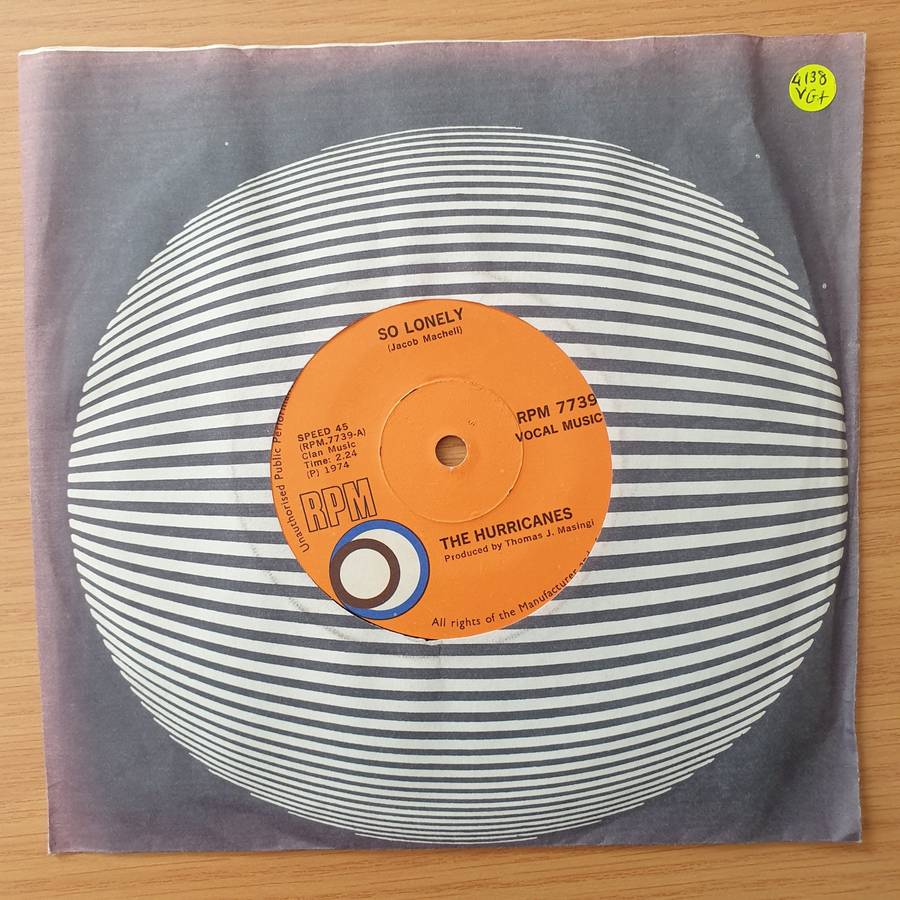 4138
VG+
SO LONELY
(Jacob Machell)
SPEED 45
(RPM.7739-A)
Clan Music
Time: 2.24
(P) 1974
RPM 7739
VOCAL MUSIC
RPM
THE HURRICANES
Produced by Thomas J. Masingi
Unauthorised Public
All rights of the Manufacturer and